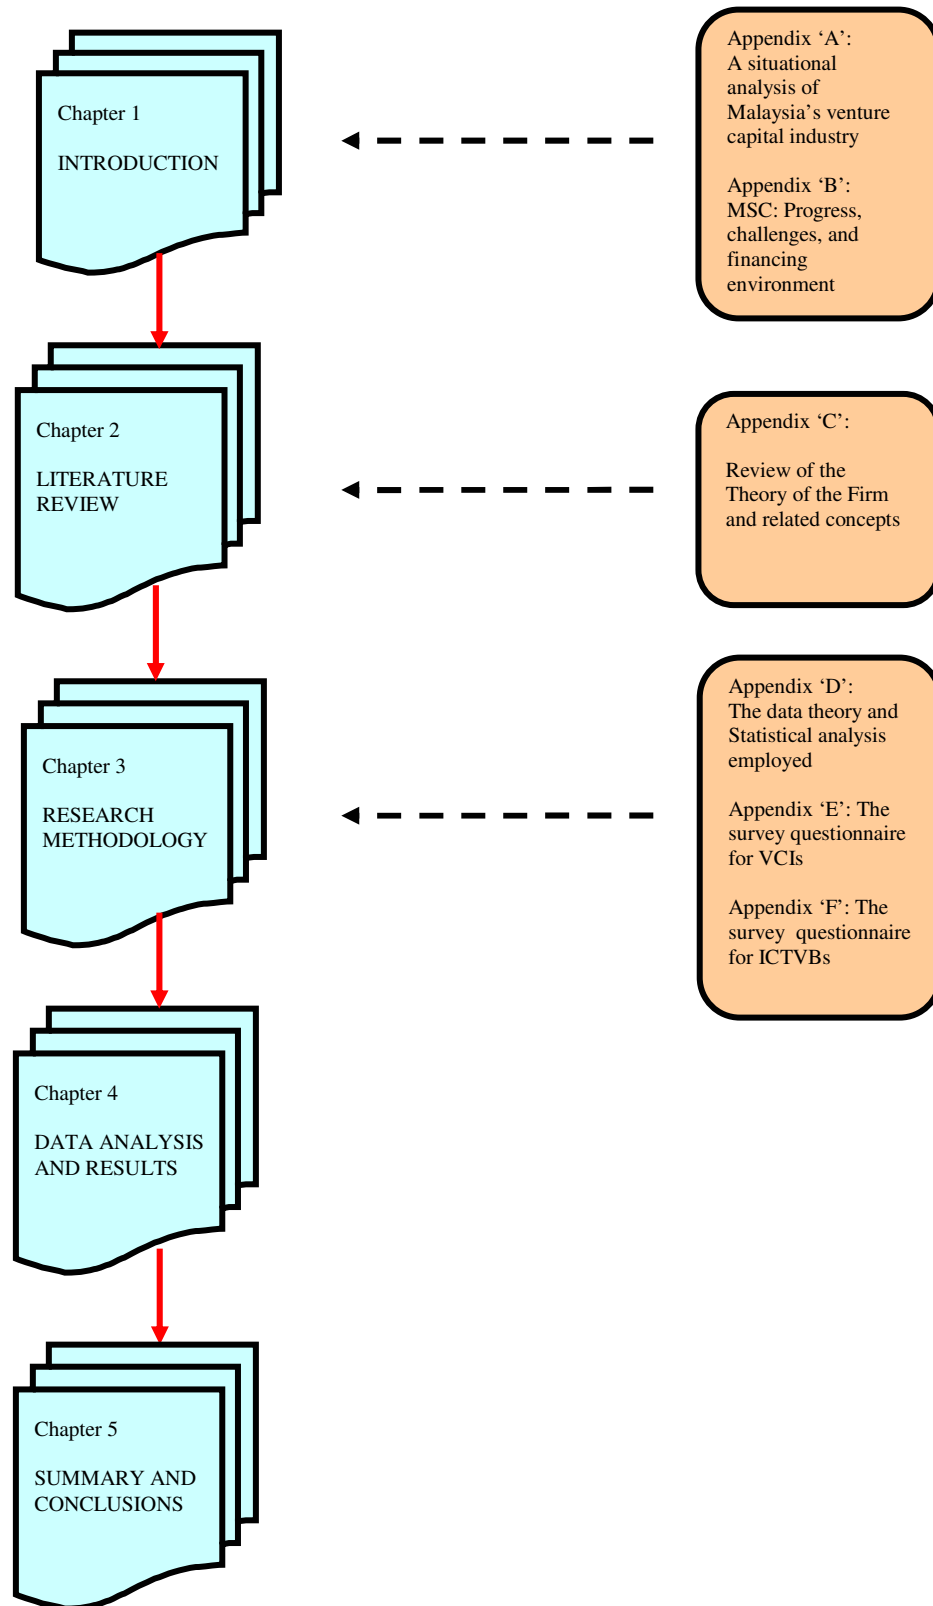 Chapter 1
INTRODUCTION
Appendix ‘A’:
A situational
analysis of
Malaysia’s venture
capital industry
Appendix ‘B’:
MSC: Progress,
challenges, and
financing
environment
Chapter 2
LITERATURE
REVIEW
Appendix ‘C’:
Review of the
Theory of the Firm
and related concepts
Chapter 3
RESEARCH
METHODOLOGY
Appendix ‘D’:
The data theory and
Statistical analysis
employed
Appendix ‘E’: The
survey questionnaire
for VCIs
Appendix ‘F’: The
survey questionnaire
for ICTVBs
Chapter 4
DATA ANALYSIS
AND RESULTS
Chapter 5
SUMMARY AND
CONCLUSIONS